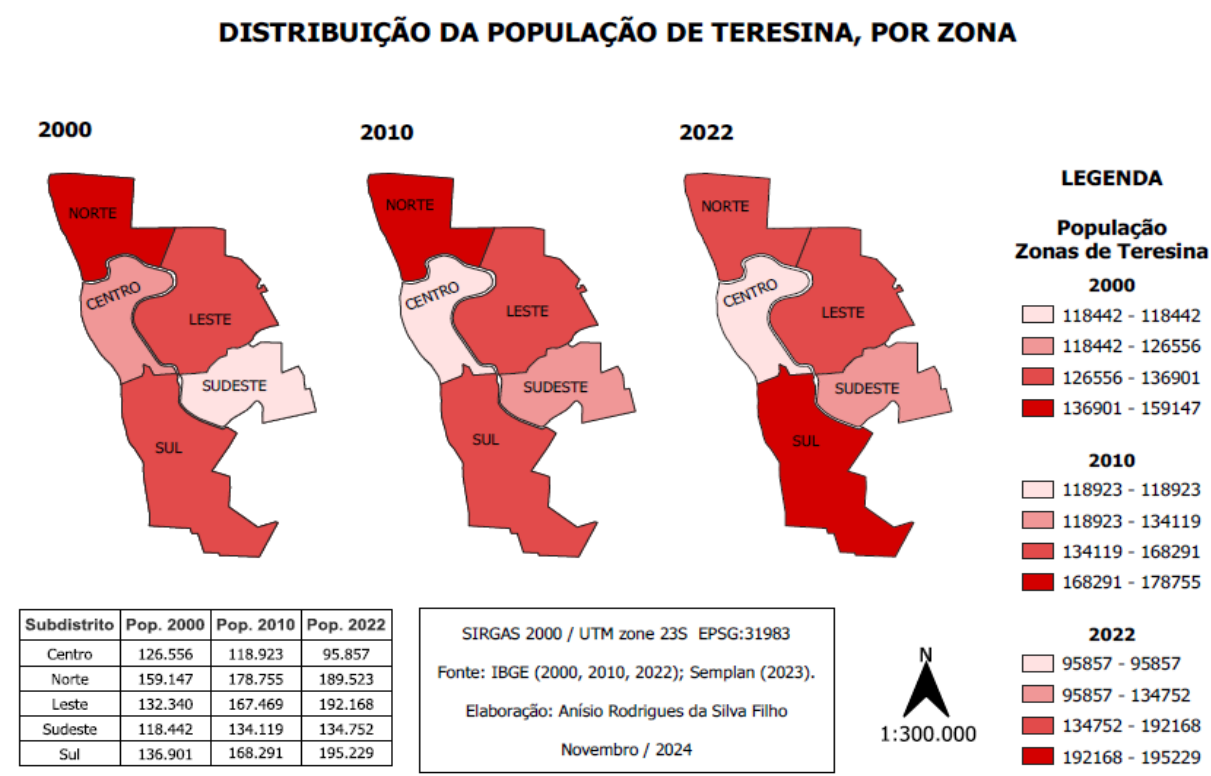 DISTRIBUIÇÃO DA POPULAÇÃO DE TERESINA, POR ZONA
2000
NORTE
CENTRO
LESTE
SUDESTE
SUL
2010
NORTE
CENTRO
LESTE
SUDESTE
SUL
2022
NORTE
CENTRO
LESTE
SUDESTE
SUL
LEGENDA
População
Zonas de Teresina
2000
118442 - 118442
118442 - 126556
126556 - 136901
136901 - 159147
2010
118923 - 118923
118923 - 134119
134119 - 168291
168291 - 178755
2022
95857 - 95857
95857 - 134752
134752 - 192168
192168 - 195229
Subdistrito Pop. 2000 Pop. 2010 Pop. 2022
Centro 126.556 118.923 95.857
Norte 159.147 178.755 189.523
Leste 132.340 167.469 192.168
Sudeste 118.442 134.119 134.752
Sul 136.901 168.291 195.229
SIRGAS 2000 / UTM zone 23S EPSG:31983
Fonte: IBGE (2000, 2010, 2022); Semplan (2023).
Elaboração: Anísio Rodrigues da Silva Filho
Novembro / 2024
N
1:300.000